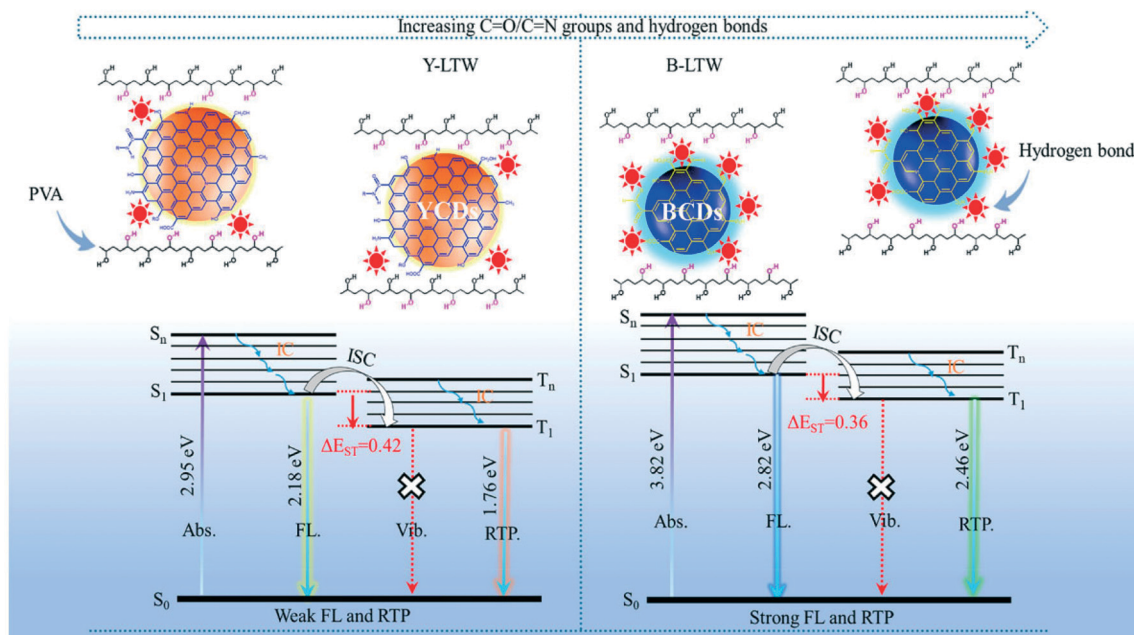 Increasing C=O/C=N groups and hydrogen bonds
Y-LTW
B-LTW
PVA
YCDs
BCDs
Hydrogen bond
Sn
IC
ISC
S1
Tn
IC
T1
ΔEST=0.42
2.95 eV
2.18 eV
1.76 eV
Abs.
FL.
Vib.
RTP.
S0
Weak FL and RTP
Sn
IC
ISC
S1
Tn
IC
T1
ΔEST=0.36
3.82 eV
2.82 eV
2.46 eV
Abs.
FL.
Vib.
RTP.
S0
Strong FL and RTP